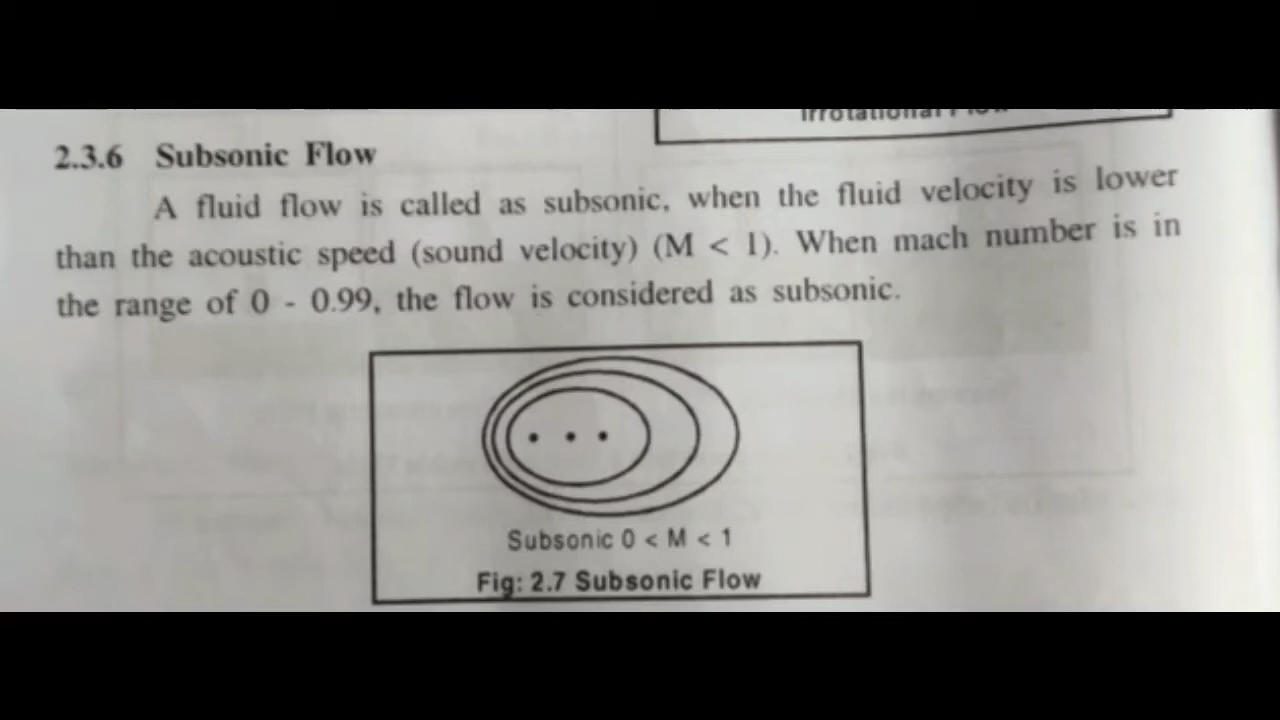 Irrotational Flow
2.3.6 Subsonic Flow
A fluid flow is called as subsonic, when the fluid velocity is lower
than the acoustic speed (sound velocity) (M < 1). When mach number is in
the range of 0 - 0.99, the flow is considered as subsonic.
Subsonic 0 < M < 1
Fig: 2.7 Subsonic Flow